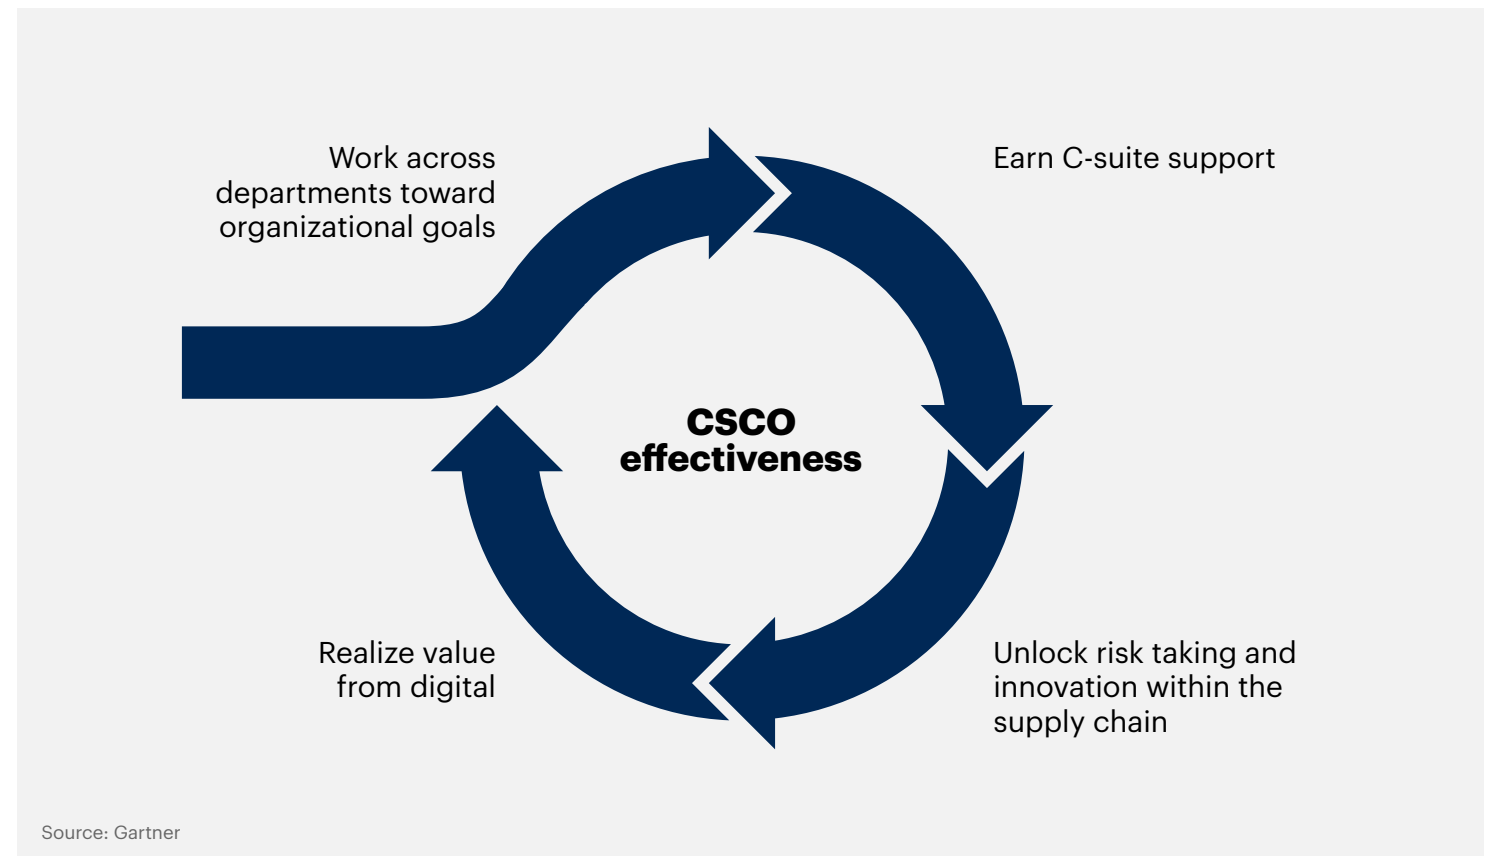 Work across
departments toward
organizational goals
Earn C-suite support
CSCO
effectiveness
Realize value
from digital
Unlock risk taking and
innovation within the
supply chain
Source: Gartner